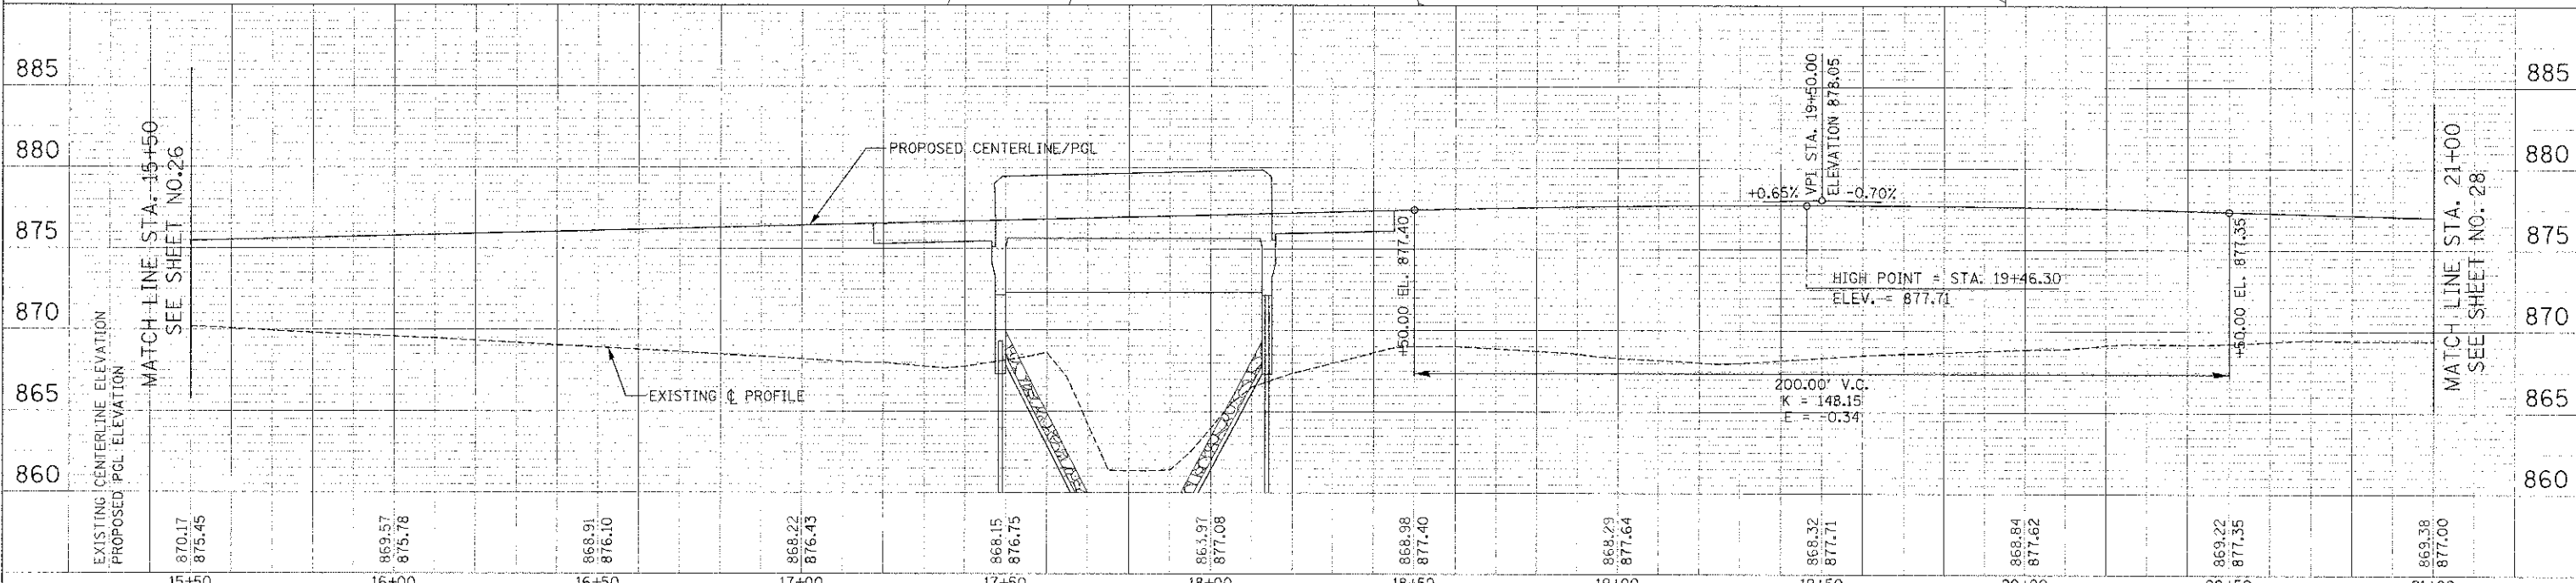 885
880
875
870
865
860
EXISTING CENTERLINE ELEVATION
PROPOSED PGL ELEVATION
MATCH LINE STA. 15+50
SEE SHEET NO.26
PROPOSED CENTERLINE/PGL
EXISTING ℄ PROFILE
+50.00 EL. 877.40
+0.65%
VPI STA. 19+50.00
ELEVATION 878.05
-0.70%
HIGH POINT = STA. 19+46.30
ELEV. = 877.71
200.00' V.C.
K = 148.15
E = -0.34
+50.00 EL. 877.35
MATCH LINE STA. 21+00
SEE SHEET NO. 28
885
880
875
870
865
860
870.17
875.45
869.57
875.78
868.91
876.10
868.22
876.43
868.15
876.75
863.97
877.08
868.98
877.40
868.29
877.64
868.32
877.71
868.84
877.62
869.22
877.35
869.38
877.00
15+50
16+00
16+50
17+00
17+50
18+00
18+50
19+00
19+50
20+00
20+50
21+00